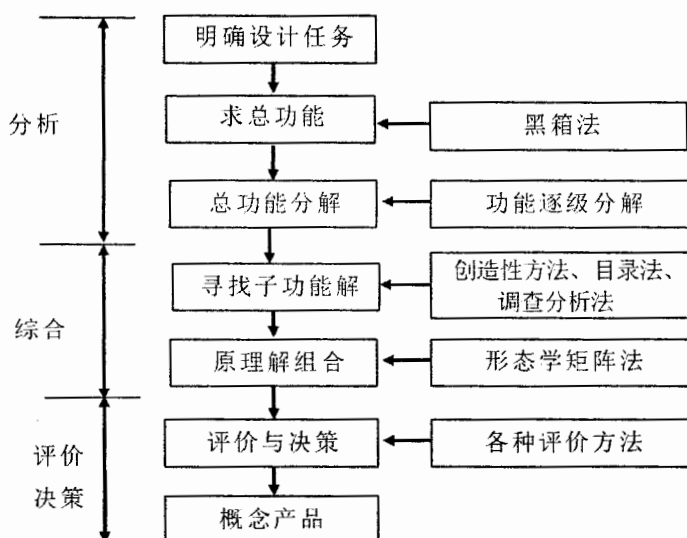 明确设计任务
分析
求总功能
黑箱法
总功能分解
功能逐级分解
寻找子功能解
创造性方法、目录法、
调查分析法
综合
原理解组合
形态学矩阵法
评价
决策
评价与决策
各种评价方法
概念产品